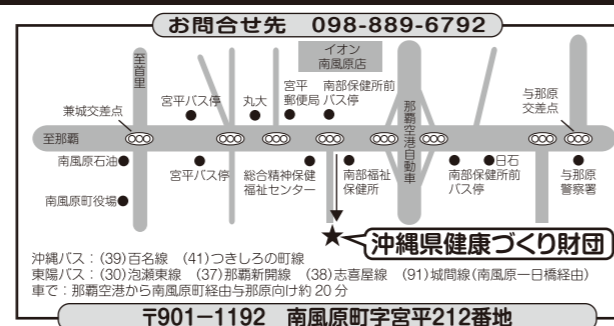 お問合せ先 098-889-6792
イオン
南風原店
至首里
宮平
郵便局
南部保健所前
バス停
兼城交差点
宮平バス停
丸大
那覇空港自動車
与那原
交差点
至那覇
南風原石油
宮平バス停
総合精神保健
福祉センター
南部福祉
保健所
南部保健所前
バス停
日石
与那原
警察署
南風原町役場
★沖縄県健康づくり財団
沖縄バス：(39)百名線 (41)つきしろの町線
東陽バス：(30)泡瀬東線 (37)那覇新開線 (38)志喜屋線 (91)城間線(南風原一日橋経由)
車で：那覇空港から南風原町経由与那原向け約20分
〒901−1192 南風原町字宮平212番地